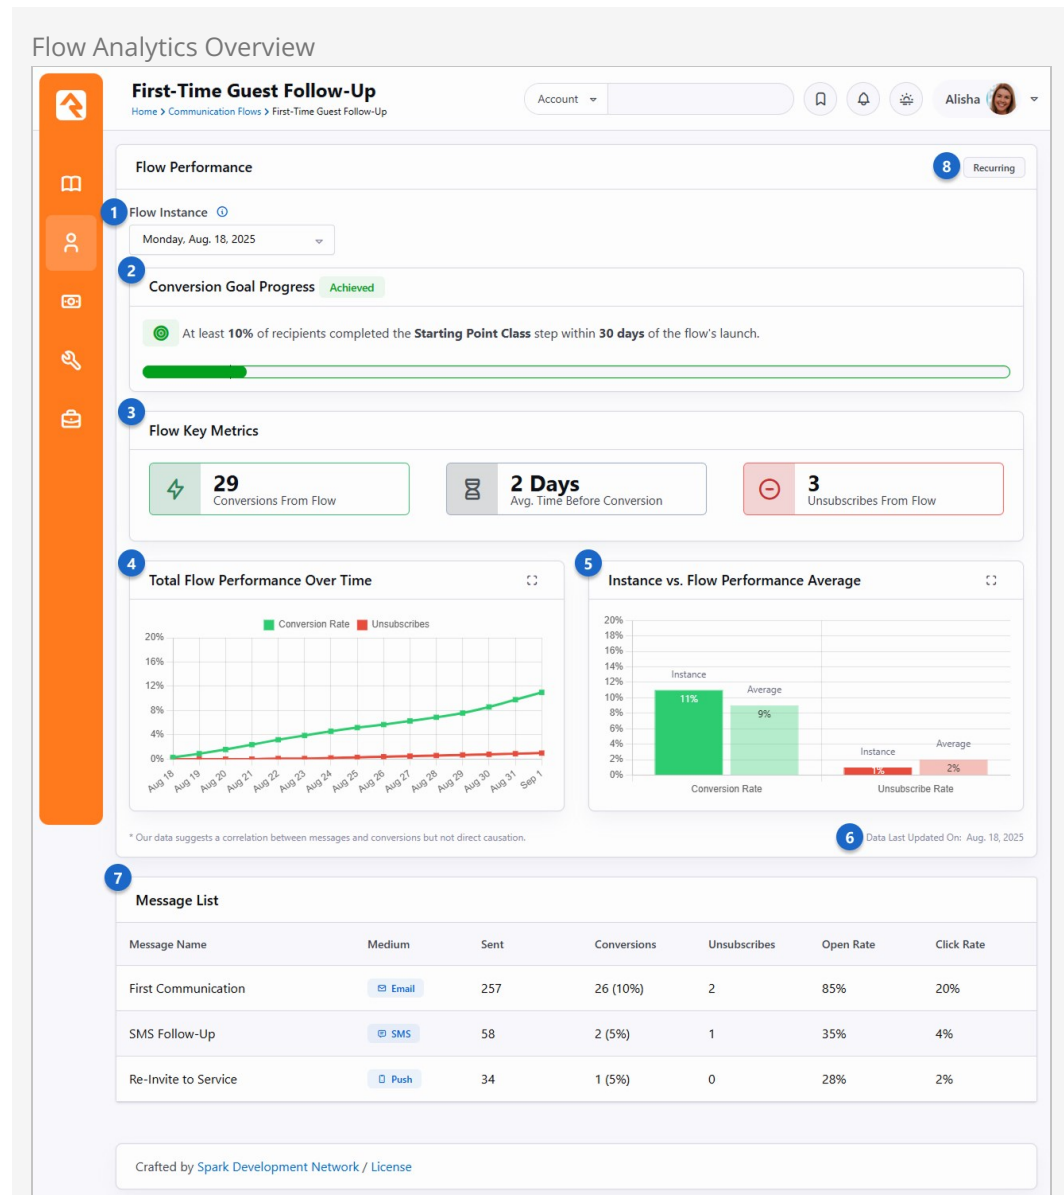 Flow Analytics Overview
First-Time Guest Follow-Up
Home > Communication Flows > First-Time Guest Follow-Up
Account
Alisha
Flow Performance
8
Recurring
1
Flow Instance
Monday, Aug. 18, 2025
2
Conversion Goal Progress
Achieved
At least 10% of recipients completed the Starting Point Class step within 30 days of the flow's launch.
3
Flow Key Metrics
29
Conversions From Flow
2 Days
Avg. Time Before Conversion
3
Unsubscribes From Flow
4
Total Flow Performance Over Time
Conversion Rate Unsubscribes
20%
16%
12%
8%
4%
0%
Aug 18 Aug 19 Aug 20 Aug 21 Aug 22 Aug 23 Aug 24 Aug 25 Aug 26 Aug 27 Aug 28 Aug 29 Aug 30 Aug 31 Sep 1
5
Instance vs. Flow Performance Average
20%
18%
16%
14%
12%
10%
8%
6%
4%
2%
0%
Instance
11%
Average
9%
Instance
1%
Average
2%
Conversion Rate Unsubscribe Rate
* Our data suggests a correlation between messages and conversions but not direct causation.
6
Data Last Updated On: Aug. 18, 2025
7
Message List
Message Name Medium Sent Conversions Unsubscribes Open Rate Click Rate
First Communication Email 257 26 (10%) 2 85% 20%
SMS Follow-Up SMS 58 2 (5%) 1 35% 4%
Re-Invite to Service Push 34 1 (5%) 0 28% 2%
Crafted by Spark Development Network / License